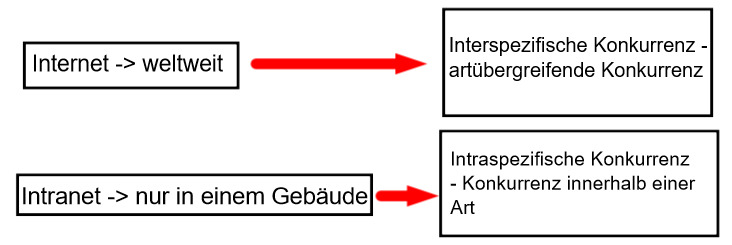 Internet -> weltweit
Interspezifische Konkurrenz -
artübergreifende Konkurrenz
Intranet -> nur in einem Gebäude
Intraspezifische Konkurrenz
- Konkurrenz innerhalb einer
Art